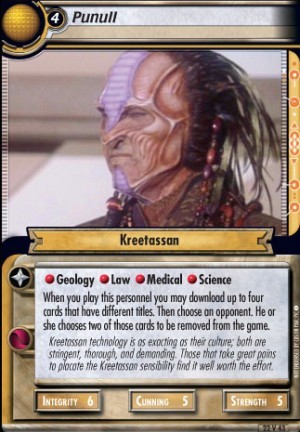 4 Punull
Kreetassan
Geology Law Medical Science
When you play this personnel you may download up to four
cards that have different titles. Then choose an opponent. He or
she chooses two of those cards to be removed from the game.
Kreetassan technology is as exacting as their culture; both are
stringent, thorough, and demanding. Those that take great pains
to placate the Kreetassan sensibility find it well worth the effort.
INTEGRITY 6 CUNNING 5 STRENGTH 5